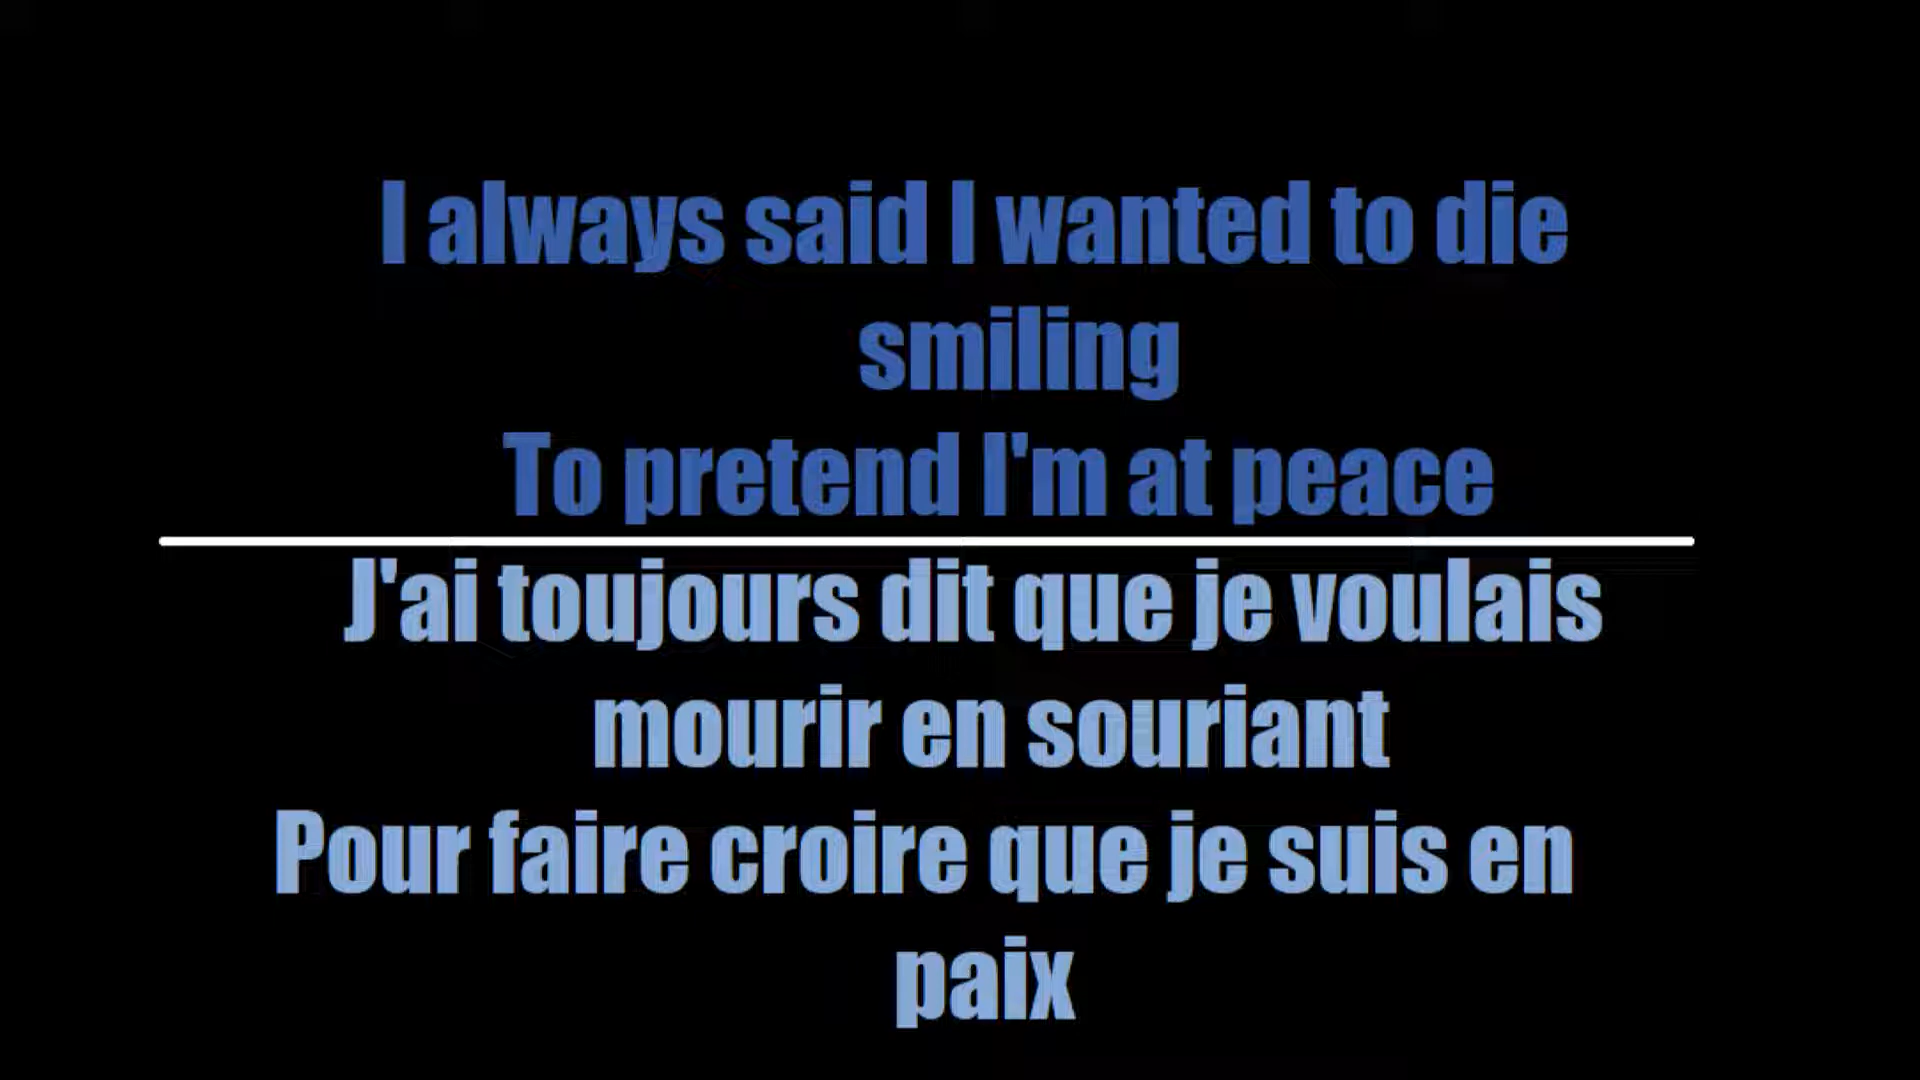 I always said I wanted to die
smiling
To pretend I'm at peace
J'ai toujours dit que je voulais
mourir en souriant
Pour faire croire que je suis en
paix